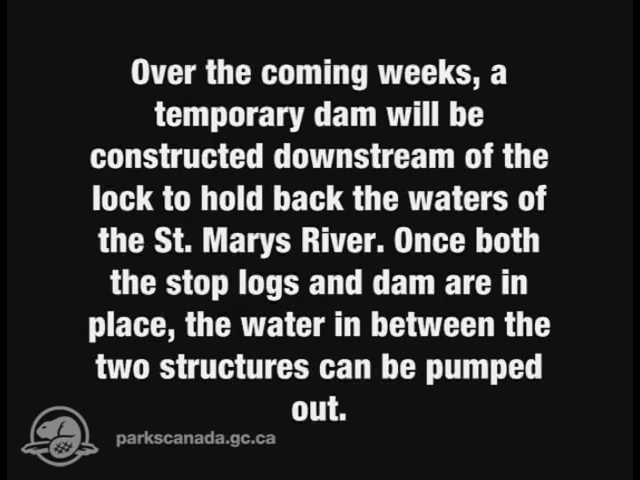 Over the coming weeks, a
temporary dam will be
constructed downstream of the
lock to hold back the waters of
the St. Marys River. Once both
the stop logs and dam are in
place, the water in between the
two structures can be pumped
out.
parkscanada.gc.ca